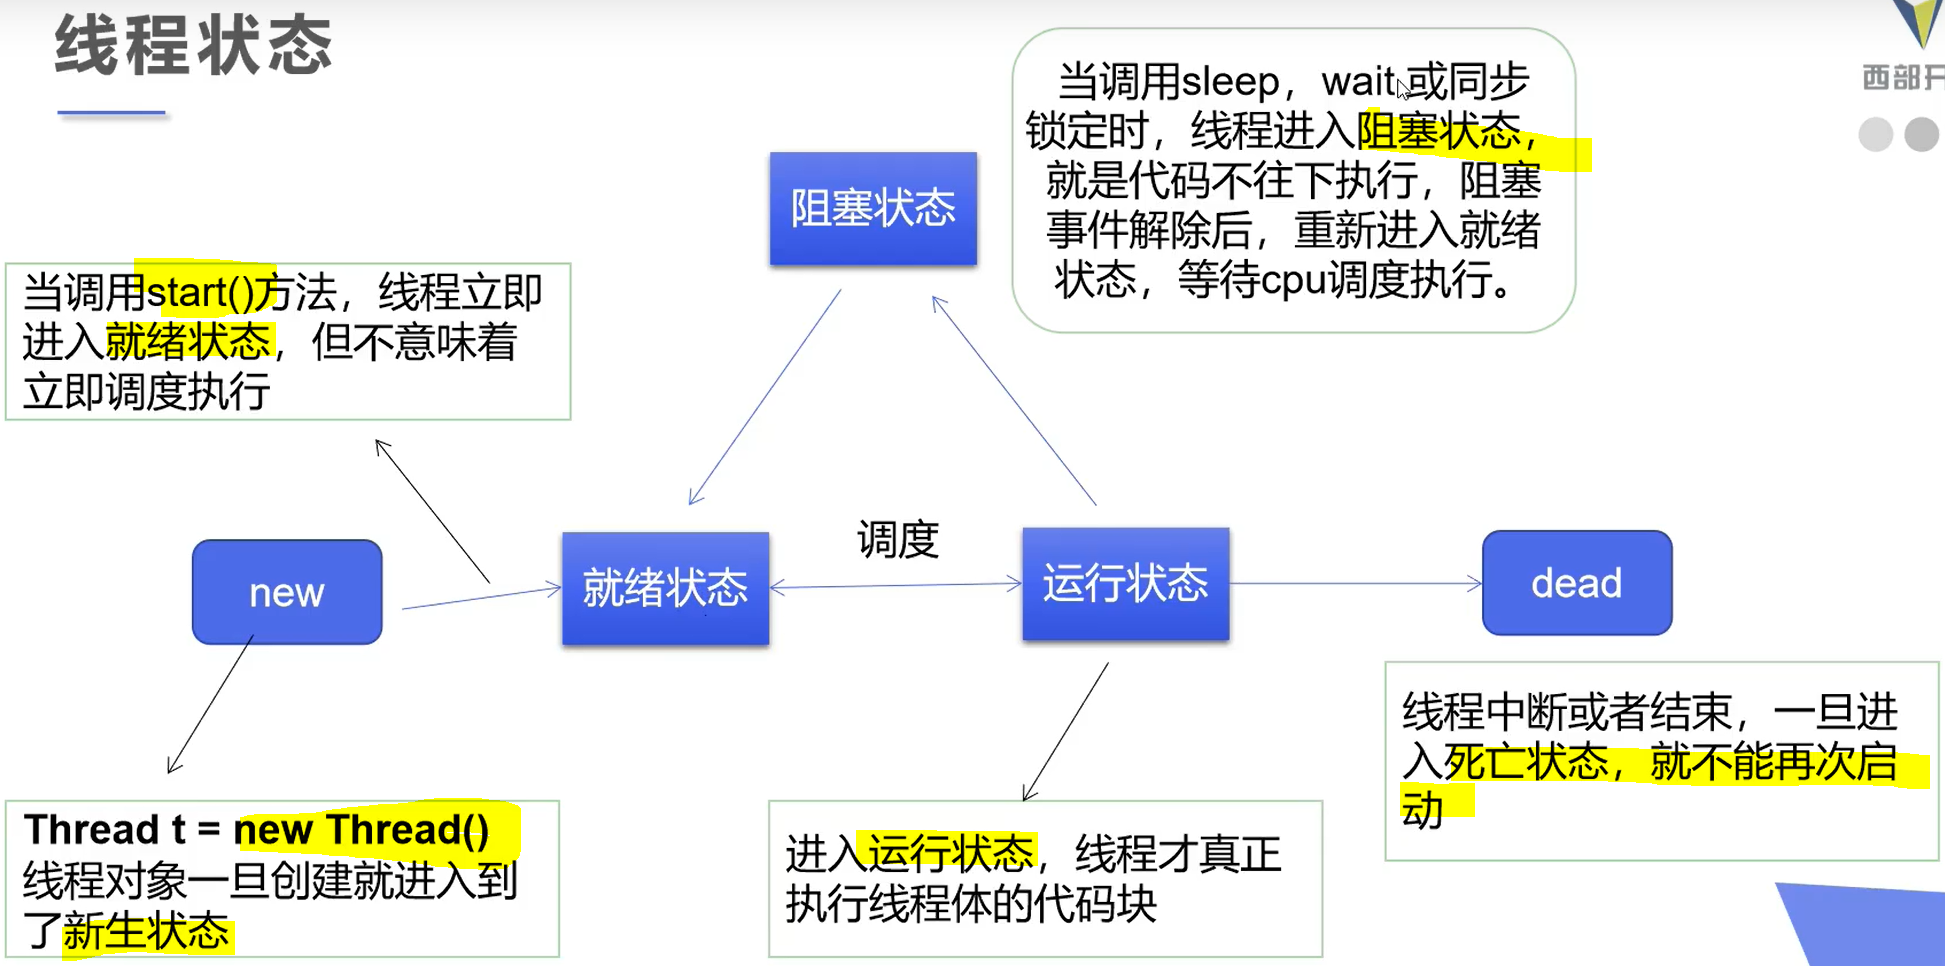 线程状态
西部开
当调用sleep，wait 或同步
锁定时，线程进入阻塞状态，
就是代码不往下执行，阻塞
事件解除后，重新进入就绪
状态，等待cpu调度执行。
阻塞状态
当调用start()方法，线程立即
进入就绪状态，但不意味着
立即调度执行
new
就绪状态
调度
运行状态
dead
Thread t = new Thread()
线程对象一旦创建就进入到
了新生状态
进入运行状态，线程才真正
执行线程体的代码块
线程中断或者结束，一旦进
入死亡状态，就不能再次启
动